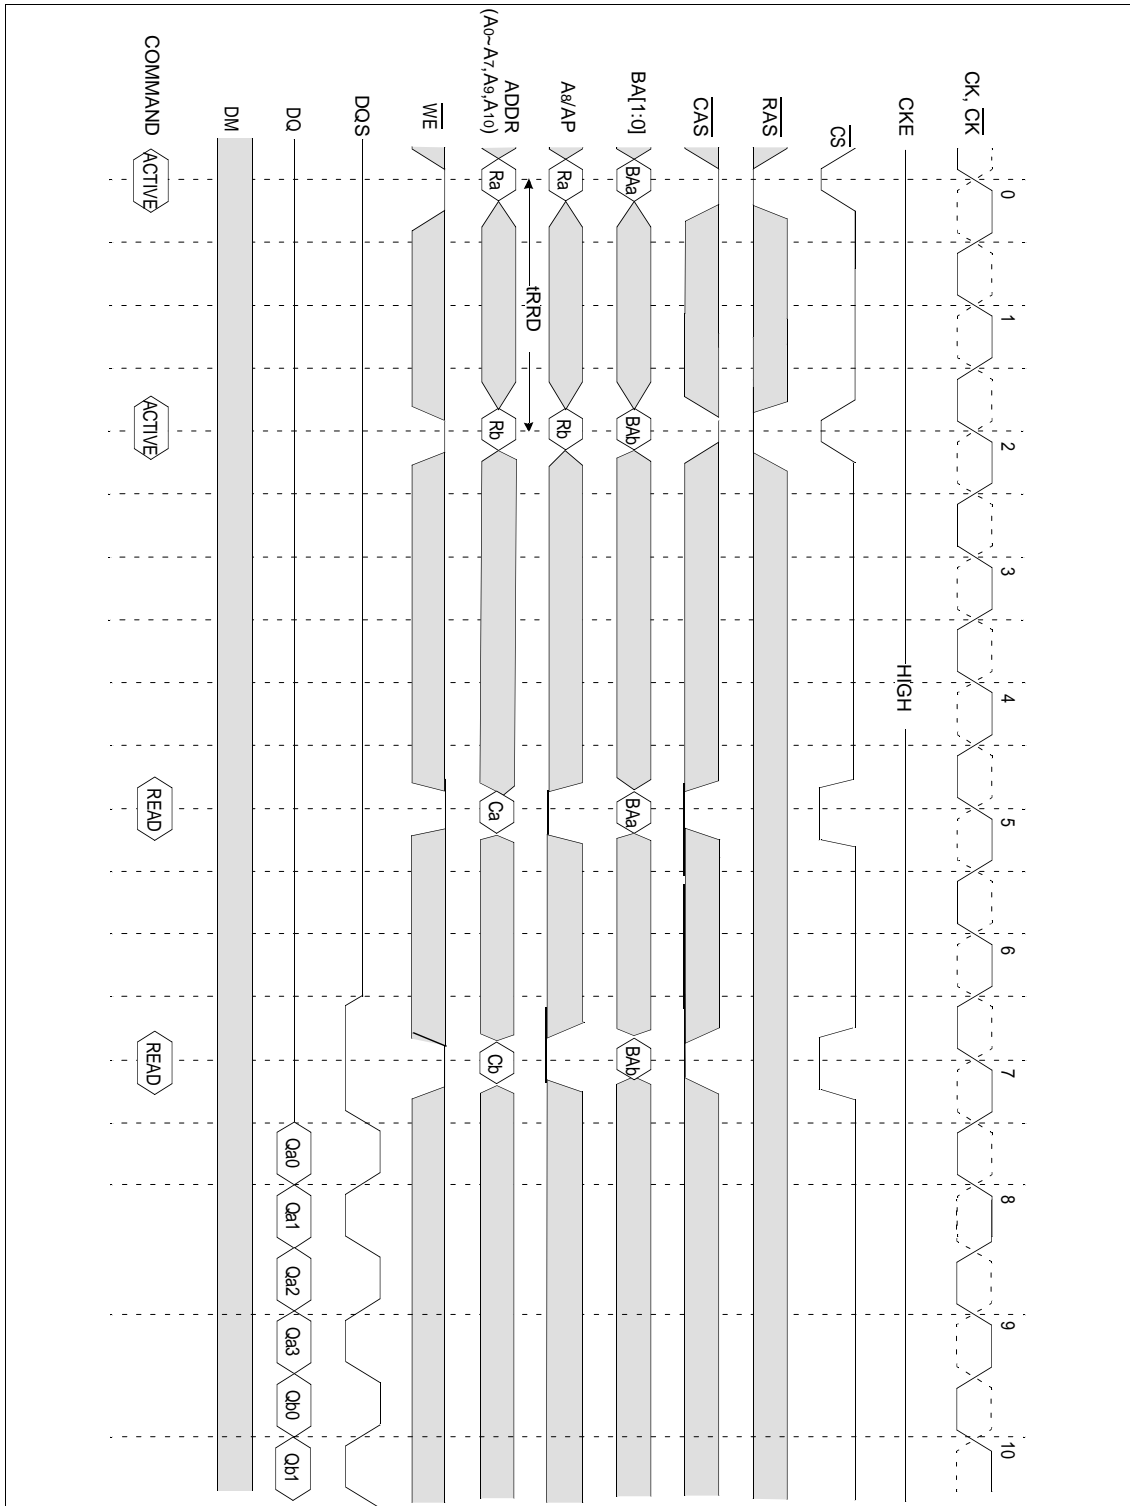 0 1 2 3 4 5 6 7 8 9 10
CK, CK
CKE HIGH
CS
RAS
CAS
BA[1:0] BAa BAb BAa BAb
A8/AP Ra Rb
tRRD
ADDR
(A0~A7,A9,A10) Ra Rb Ca Cb
WE
DQS
DQ Qa0 Qa1 Qa2 Qa3 Qb0 Qb1
DM
COMMAND ACTIVE ACTIVE READ READ